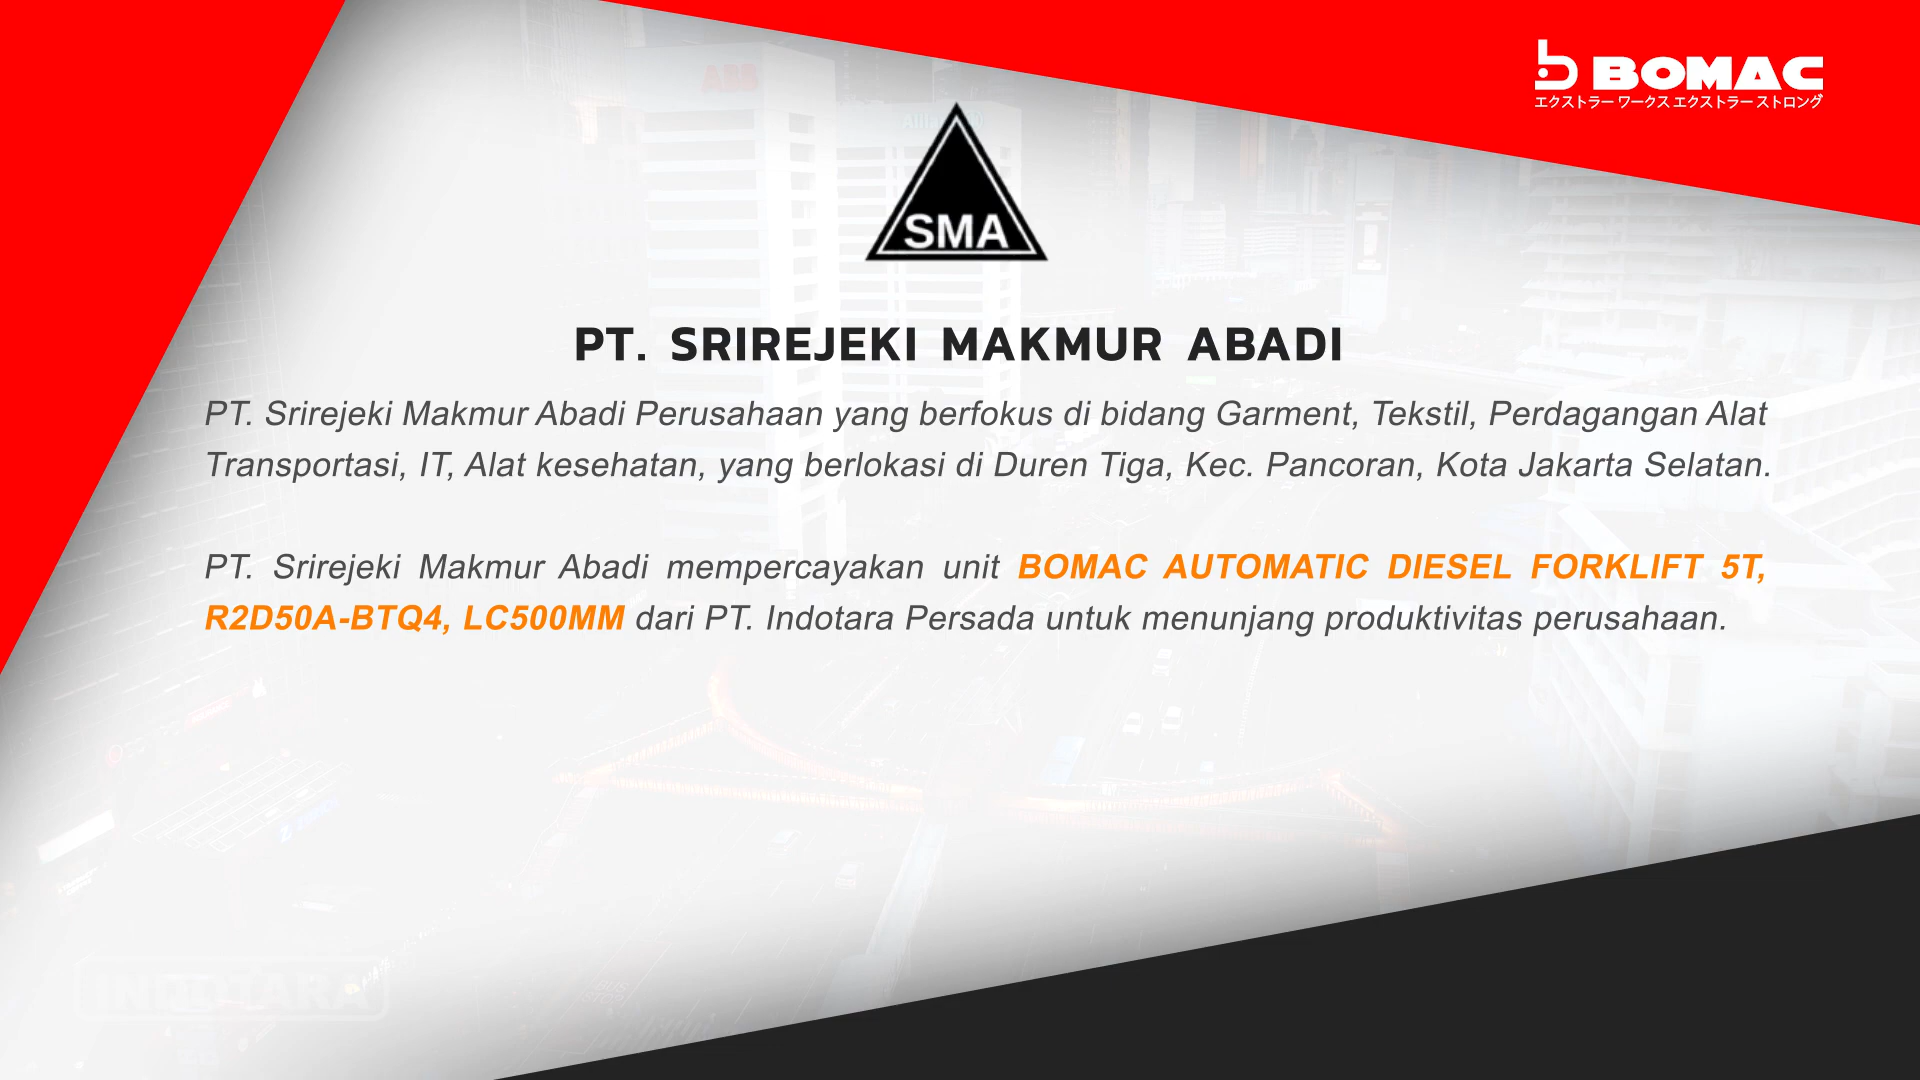 BOMAC
エクストラー ワークス エクストラー ストロング
ABB
Allianz
SMA
PT. SRIREJEKI MAKMUR ABADI
PT. Srirejeki Makmur Abadi Perusahaan yang berfokus di bidang Garment, Tekstil, Perdagangan Alat
Transportasi, IT, Alat kesehatan, yang berlokasi di Duren Tiga, Kec. Pancoran, Kota Jakarta Selatan.
PT. Srirejeki Makmur Abadi mempercayakan unit BOMAC AUTOMATIC DIESEL FORKLIFT 5T,
R2D50A-BTQ4, LC500MM dari PT. Indotara Persada untuk menunjang produktivitas perusahaan.
INDOTARA